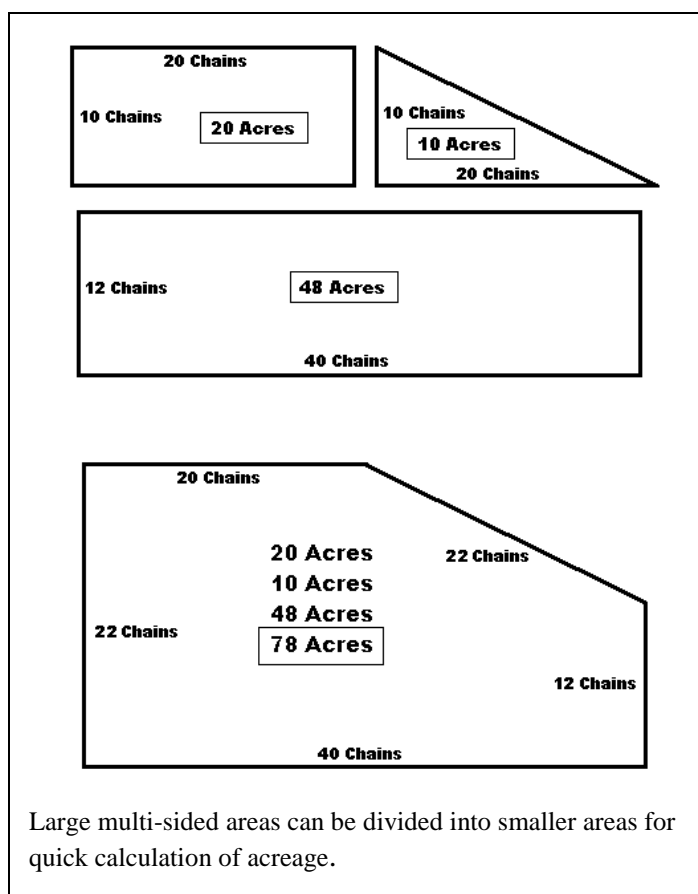 20 Chains
10 Chains
20 Acres
10 Chains
10 Acres
20 Chains
12 Chains
48 Acres
40 Chains
20 Chains
20 Acres
22 Chains
10 Acres
48 Acres
22 Chains
78 Acres
12 Chains
40 Chains
Large multi-sided areas can be divided into smaller areas for
quick calculation of acreage.